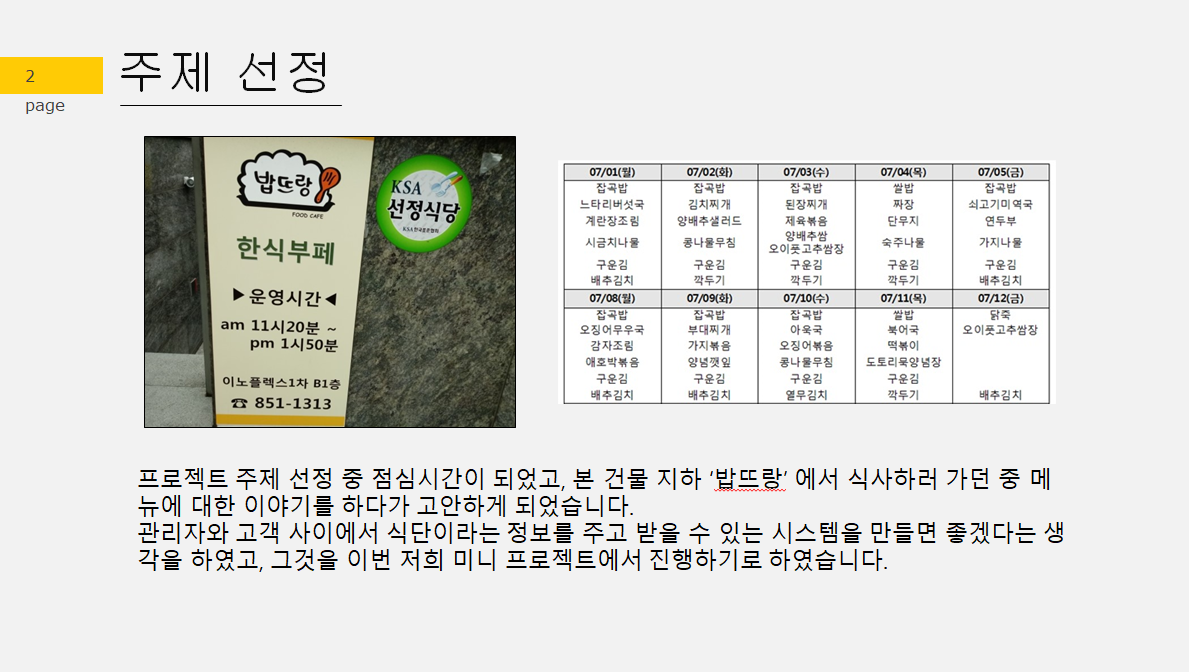 2
page
주제 선정
밥뜨랑
FOOD CAFE
한식부페
▶운영시간◀
am 11시20분 ~
pm 1시50분
이노플렉스1차 B1층
☎ 851-1313
KSA
선정식당
07/01(월) 07/02(화) 07/03(수) 07/04(목) 07/05(금)
잡곡밥 잡곡밥 잡곡밥 쌀밥 잡곡밥
느타리버섯국 김치찌개 된장찌개 짜장 쇠고기미역국
계란장조림 양배추샐러드 제육볶음 단무지 연두부
시금치나물 콩나물무침 양배추쌈 숙주나물 가지나물
오이풋고추쌈장
구운김 구운김 구운김 구운김 구운김
배추김치 깍두기 깍두기 깍두기 배추김치
07/08(월) 07/09(화) 07/10(수) 07/11(목) 07/12(금)
잡곡밥 잡곡밥 잡곡밥 쌀밥 닭죽
오징어무우국 부대찌개 아욱국 북어국 오이풋고추쌈장
감자조림 가지볶음 오징어볶음 떡볶이
애호박볶음 양념깻잎 콩나물무침 도토리묵양념장
구운김 구운김 구운김 구운김
배추김치 배추김치 열무김치 깍두기 배추김치
프로젝트 주제 선정 중 점심시간이 되었고, 본 건물 지하 ‘밥뜨랑’ 에서 식사하러 가던 중 메
뉴에 대한 이야기를 하다가 고안하게 되었습니다.
관리자와 고객 사이에서 식단이라는 정보를 주고 받을 수 있는 시스템을 만들면 좋겠다는 생
각을 하였고, 그것을 이번 저희 미니 프로젝트에서 진행하기로 하였습니다.